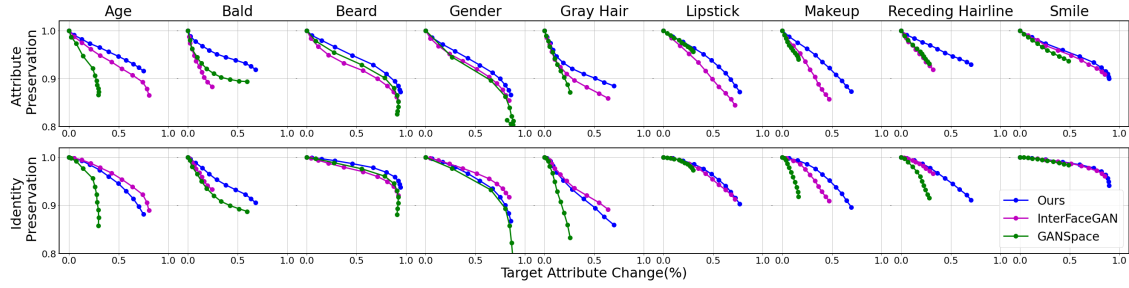 Age Bald Beard Gender Gray Hair Lipstick Makeup Receding Hairline Smile
Attribute
Preservation
1.0
0.9
0.8
0.0 0.5 1.0 0.0 0.5 1.0 0.0 0.5 1.0 0.0 0.5 1.0 0.0 0.5 1.0 0.0 0.5 1.0 0.0 0.5 1.0 0.0 0.5 1.0 0.0 0.5 1.0
Identity
Preservation
1.0
0.9
0.8
Ours
InterFaceGAN
GANSpace
0.0 0.5 1.0 0.0 0.5 1.0 0.0 0.5 1.0 0.0 0.5 1.0 0.0 0.5 1.0 0.0 0.5 1.0 0.0 0.5 1.0 0.0 0.5 1.0 0.0 0.5 1.0
Target Attribute Change(%)